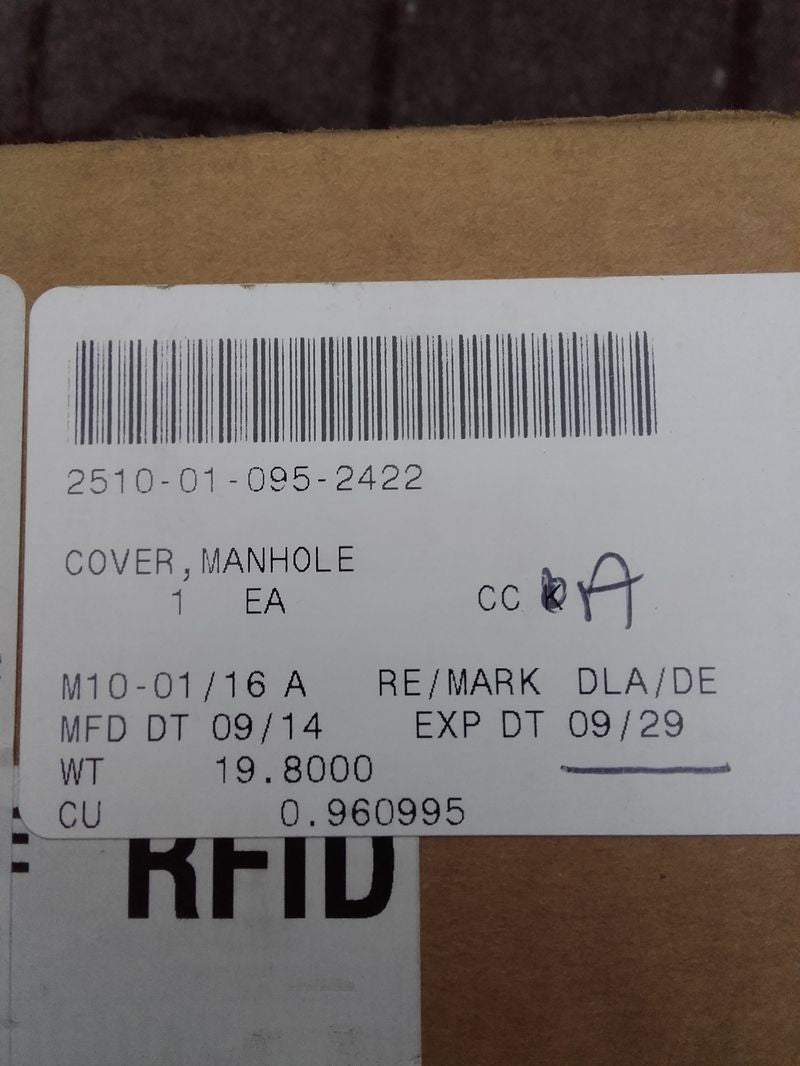 2510-01-095-2422
COVER,MANHOLE
1 EA CC A
M10-01/16 A RE/MARK DLA/DE
MFD DT 09/14 EXP DT 09/29
WT 19.8000
CU 0.960995
RFID